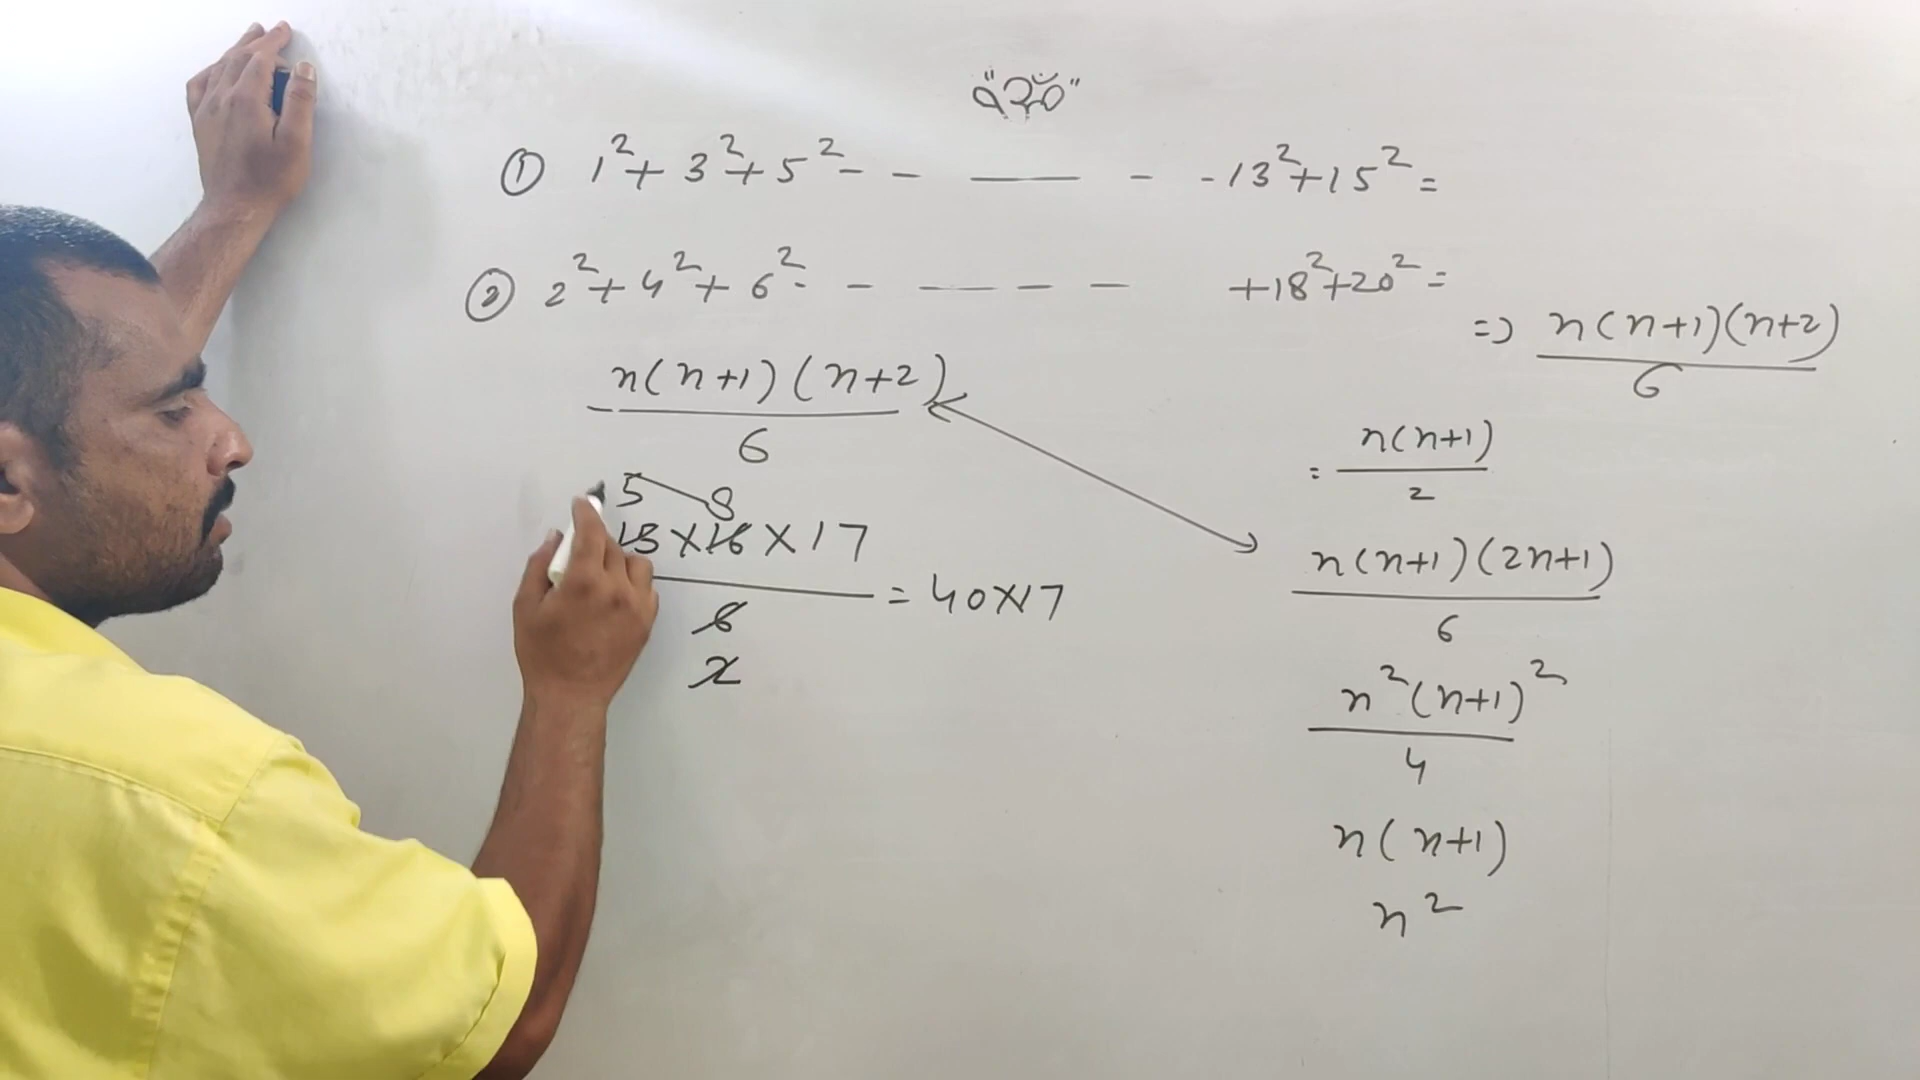 ① 1²+ 3²+ 5² - - —— - - 13²+15² =
② 2²+ 4²+ 6² - - —— - - +18²+20² =
=> n(n+1)(n+2)
6
n(n+1)(n+2)
6
5 8
15×16×17
6
2
= 40×17
= n(n+1)
2
n(n+1)(2n+1)
6
n²(n+1)²
4
n(n+1)
n²